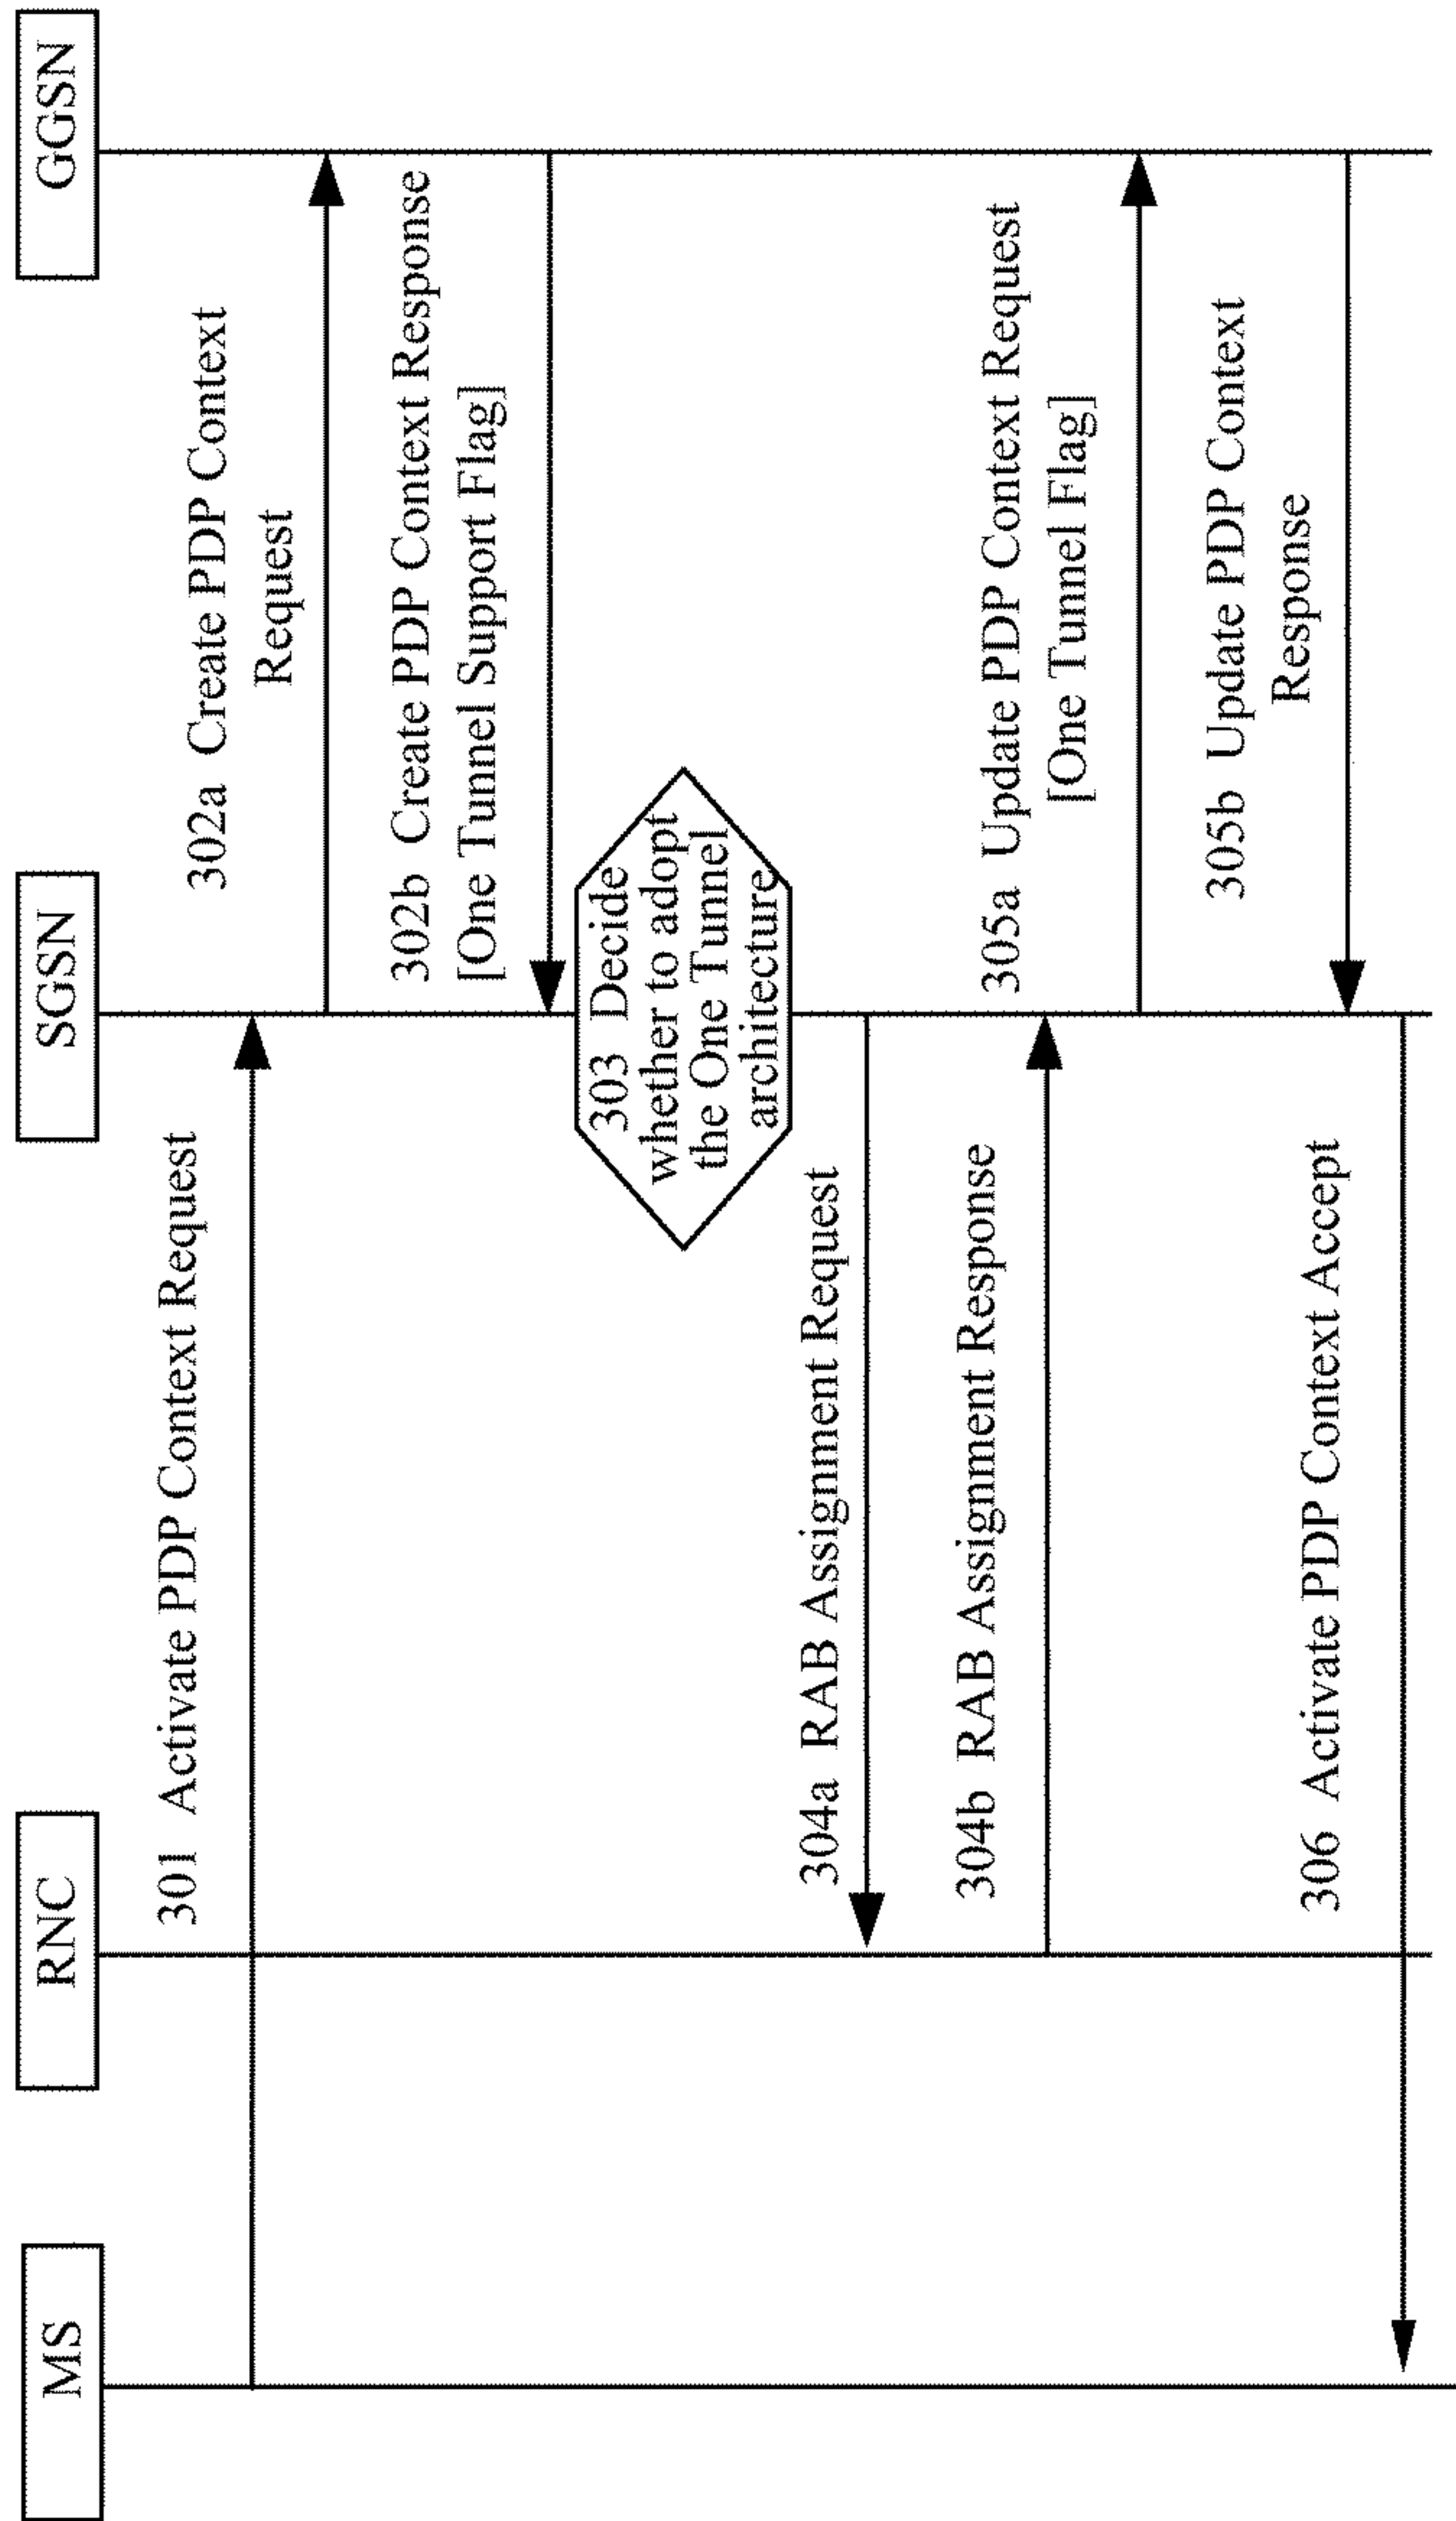 MS
RNC
SGSN
GGSN
301 Activate PDP Context Request
302a Create PDP Context
Request
302b Create PDP Context Response
[One Tunnel Support Flag]
303 Decide
whether to adopt
the One Tunnel
architecture
304a RAB Assignment Request
304b RAB Assignment Response
305a Update PDP Context Request
[One Tunnel Flag]
305b Update PDP Context
Response
306 Activate PDP Context Accept